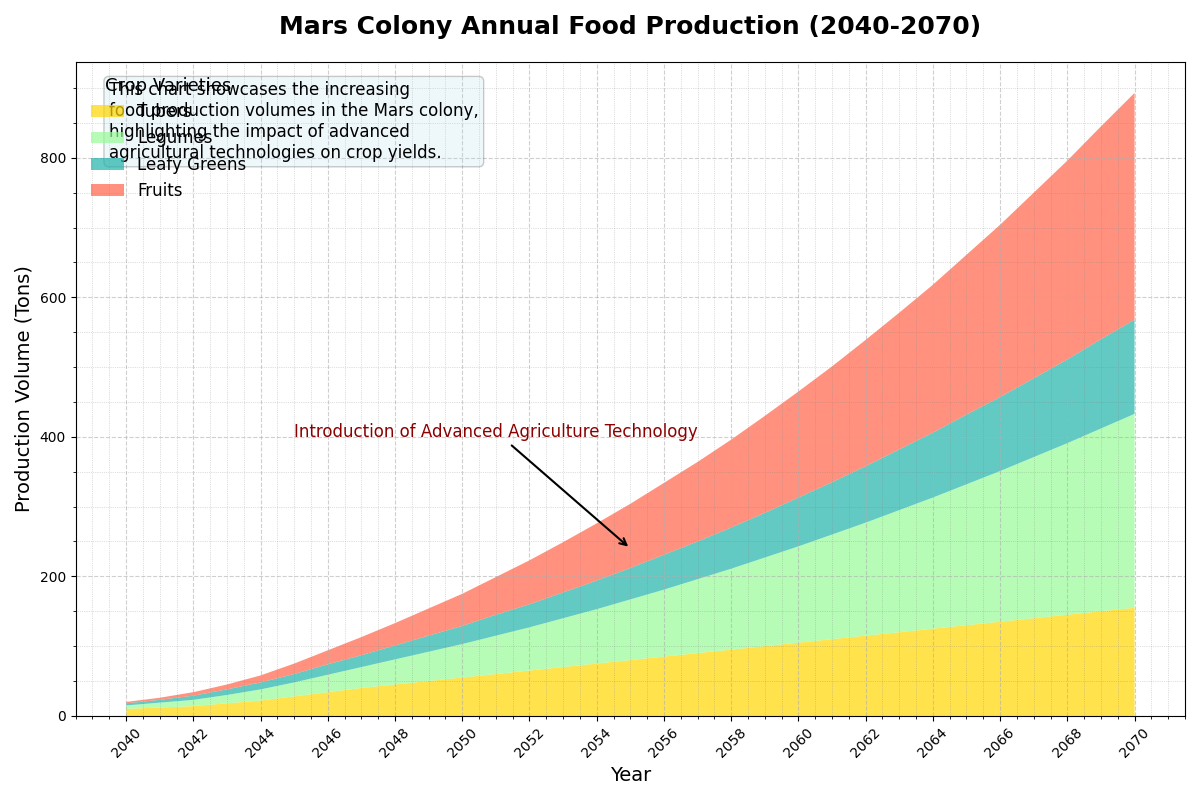 Mars Colony Annual Food Production (2040-2070)
Crop Varieties
This chart showcases the increasing
food production volumes in the Mars colony,
highlighting the impact of advanced
agricultural technologies on crop yields.
Tubers
Legumes
Leafy Greens
Fruits
Introduction of Advanced Agriculture Technology
Production Volume (Tons)
800
600
400
200
0
2040 2042 2044 2046 2048 2050 2052 2054 2056 2058 2060 2062 2064 2066 2068 2070
Year